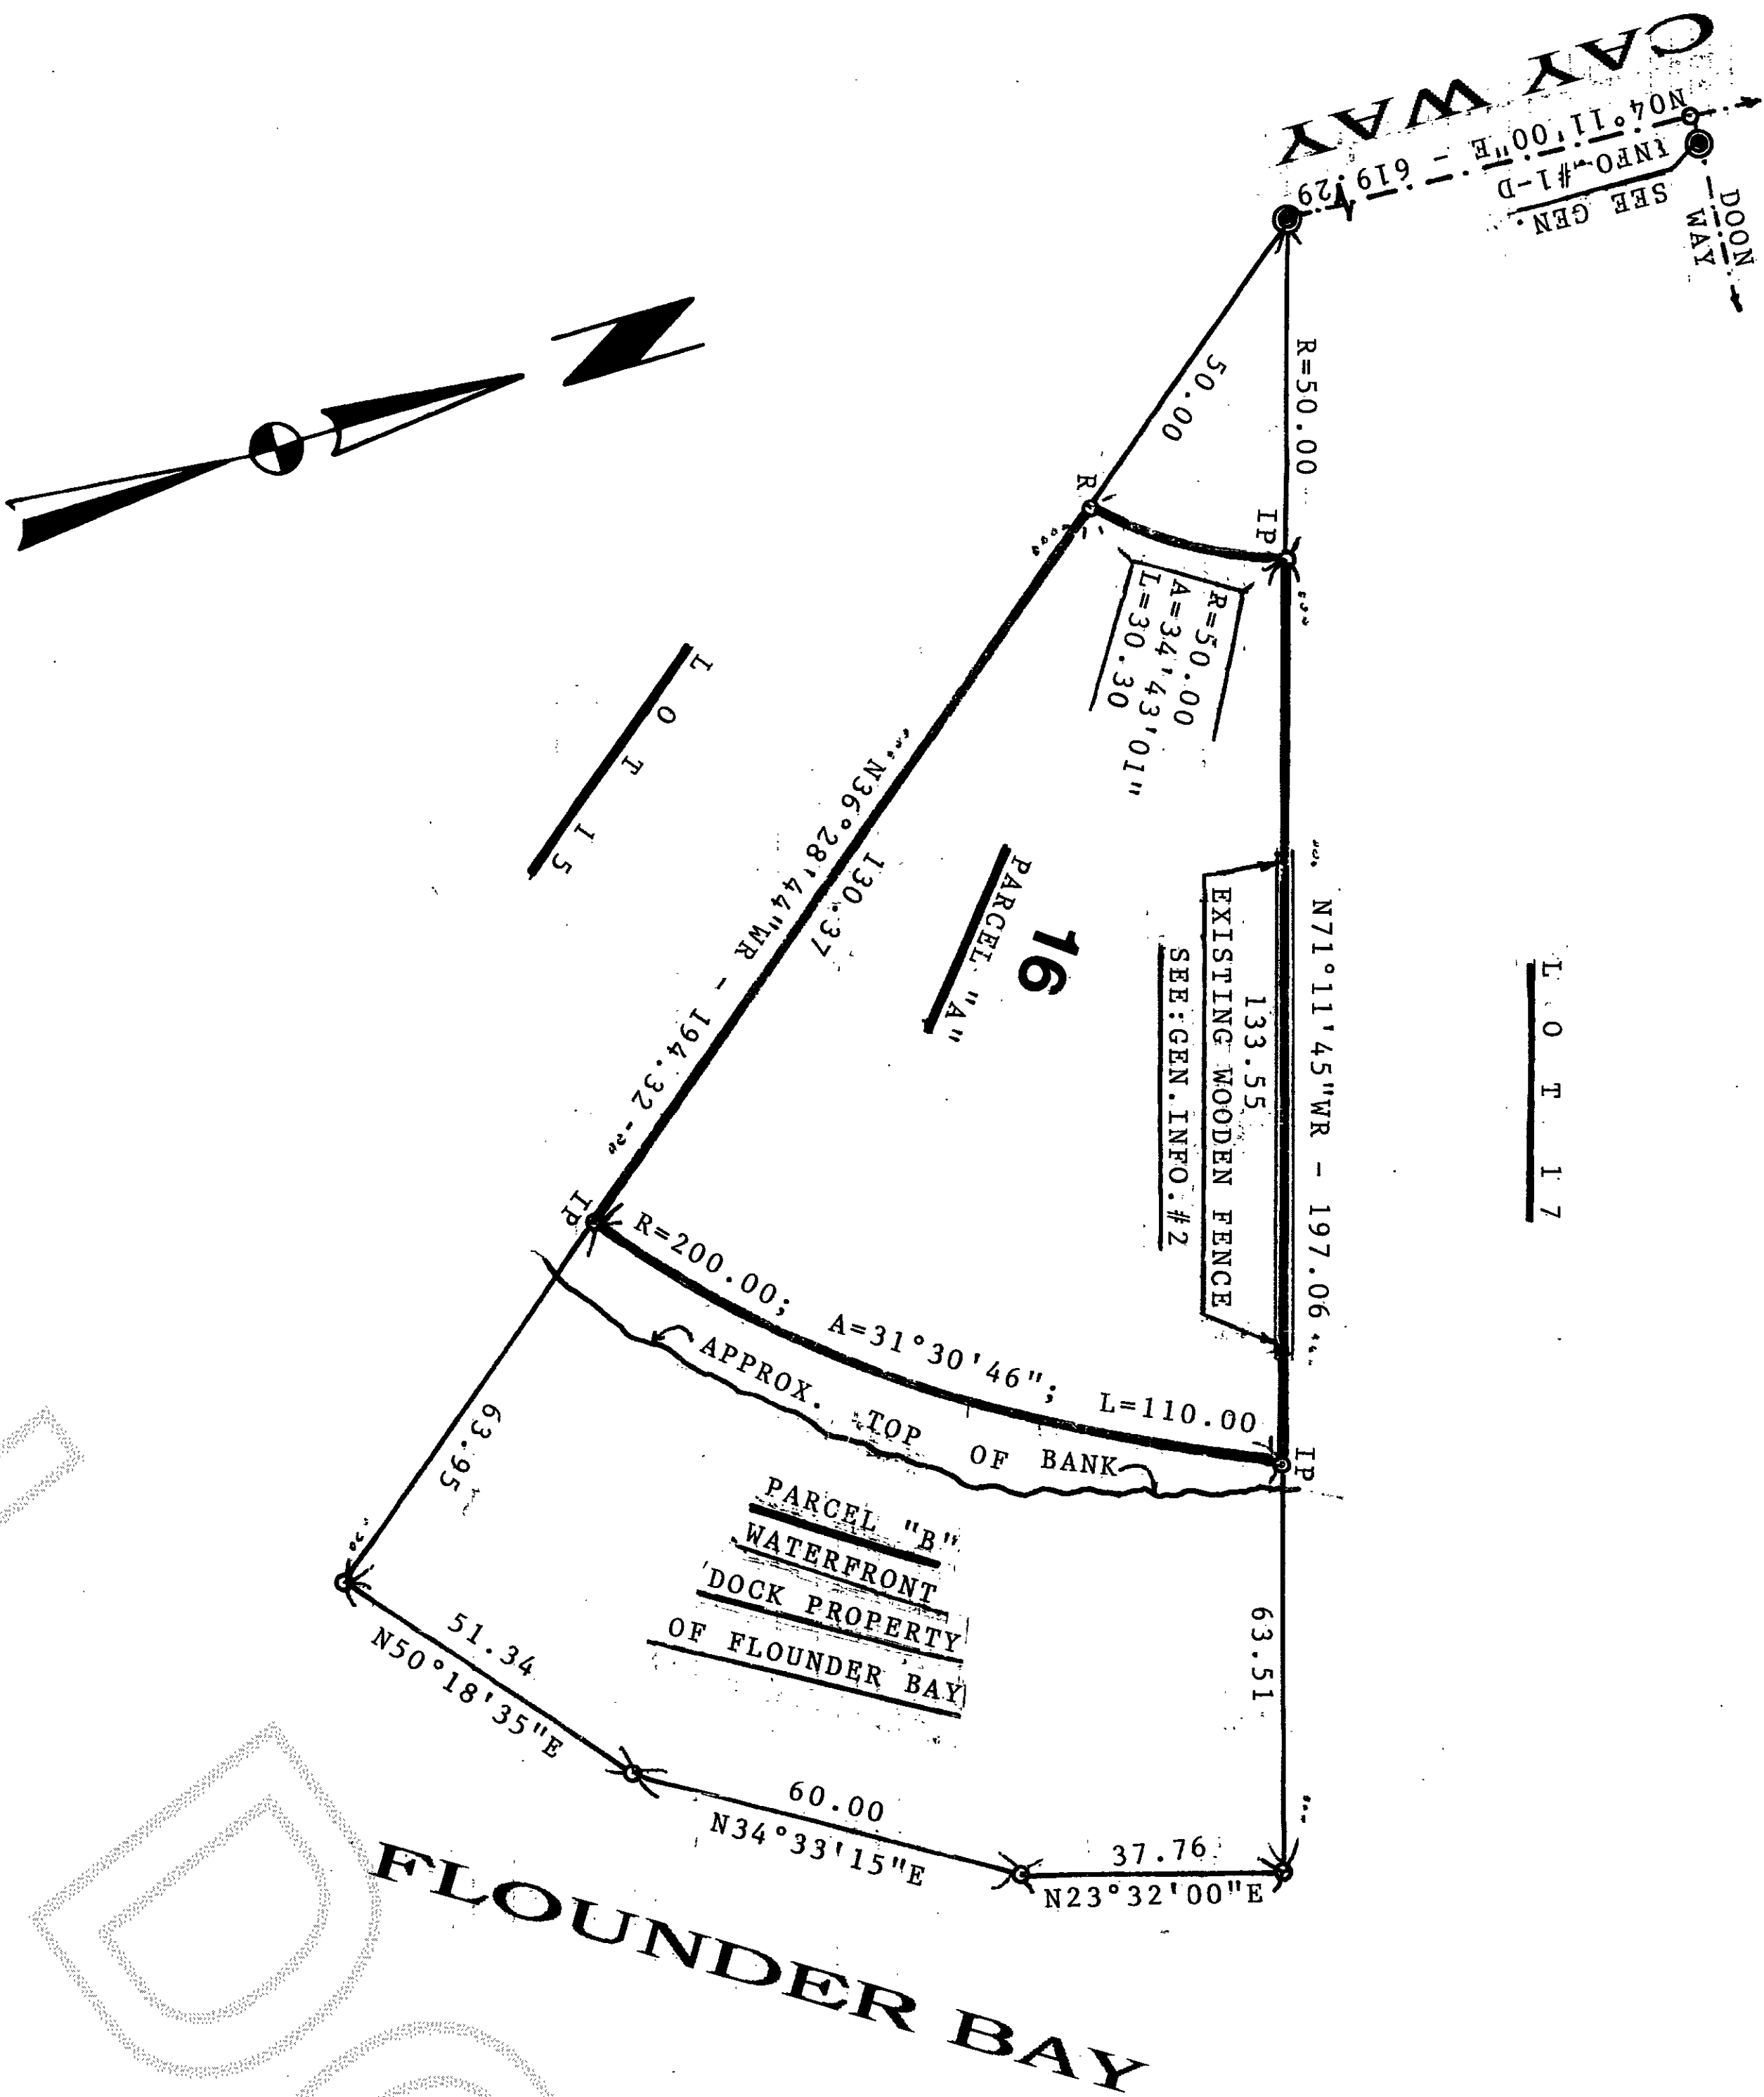 CAY WAY
N04°11'00"E - 619.29
SEE GEN.
INFO-#1-D
DOON
WAY
R=50.00
50.00
R
IP
R=50.00
A=34'43'01"
L=30.30
LOT 15
N36°28'44"WR - 194.32
130.37
PARCEL "A"
16
N71°11'45"WR - 197.06
133.55
EXISTING WOODEN FENCE
SEE:GEN.INFO.#2
LOT 17
IP
R=200.00; A=31°30'46"; L=110.00
IP
APPROX. TOP OF BANK
63.95
PARCEL "B"
WATERFRONT
DOCK PROPERTY
OF FLOUNDER BAY
63.51
51.34
N50°18'35"E
60.00
N34°33'15"E
37.76
N23°32'00"E
FLOUNDER BAY